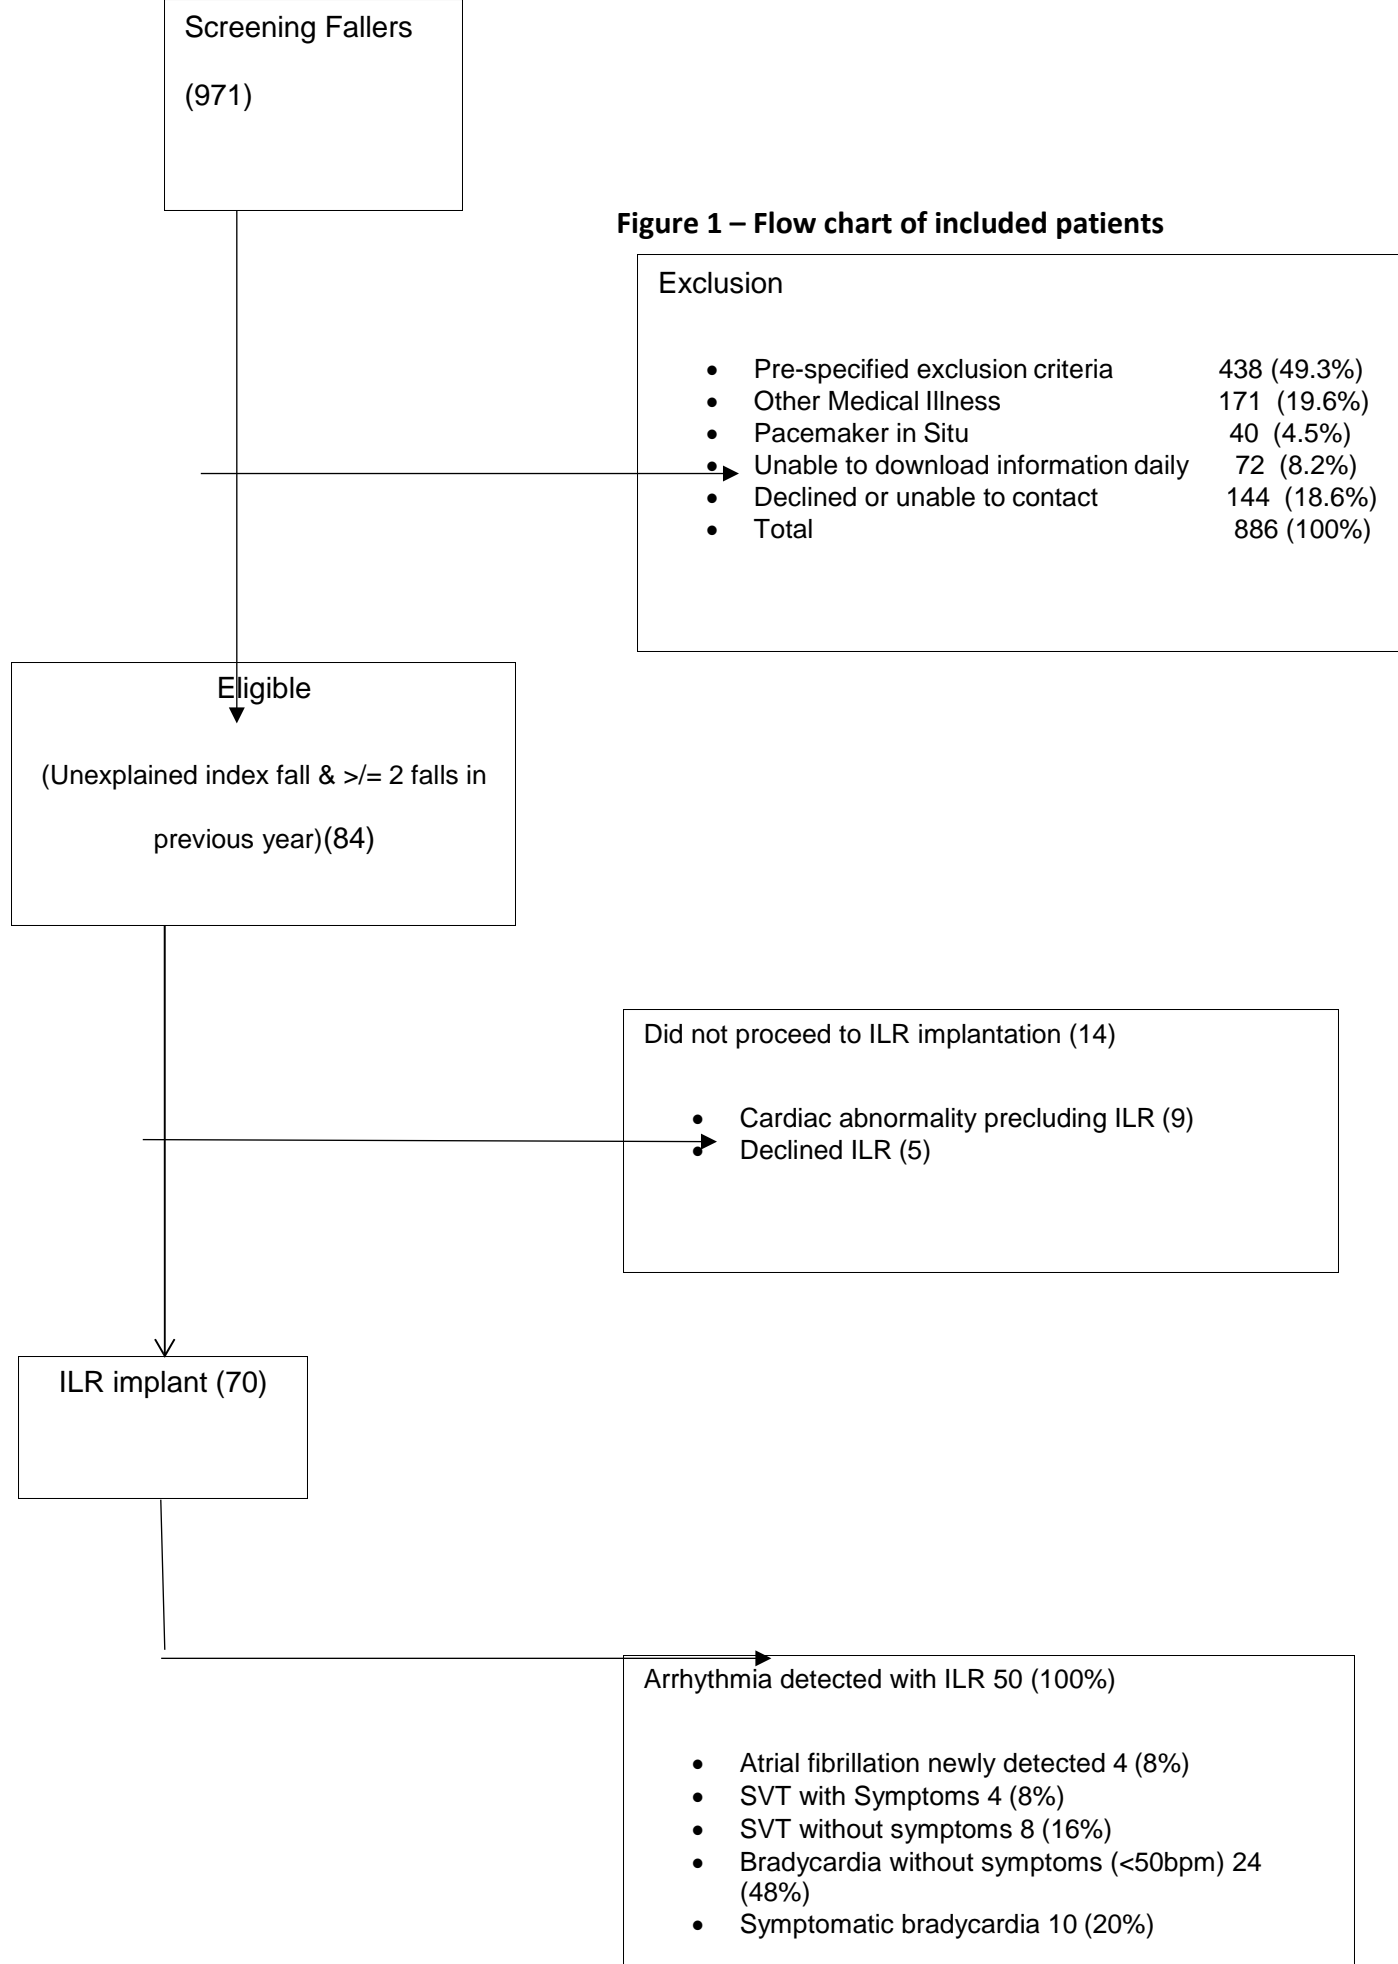 Screening Fallers
(971)
Figure 1 – Flow chart of included patients
Exclusion
• Pre-specified exclusion criteria 438 (49.3%)
• Other Medical Illness 171 (19.6%)
• Pacemaker in Situ 40 (4.5%)
• Unable to download information daily 72 (8.2%)
• Declined or unable to contact 144 (18.6%)
• Total 886 (100%)
Eligible
(Unexplained index fall & >/= 2 falls in
previous year)(84)
Did not proceed to ILR implantation (14)
• Cardiac abnormality precluding ILR (9)
• Declined ILR (5)
ILR implant (70)
Arrhythmia detected with ILR 50 (100%)
• Atrial fibrillation newly detected 4 (8%)
• SVT with Symptoms 4 (8%)
• SVT without symptoms 8 (16%)
• Bradycardia without symptoms (<50bpm) 24
(48%)
• Symptomatic bradycardia 10 (20%)